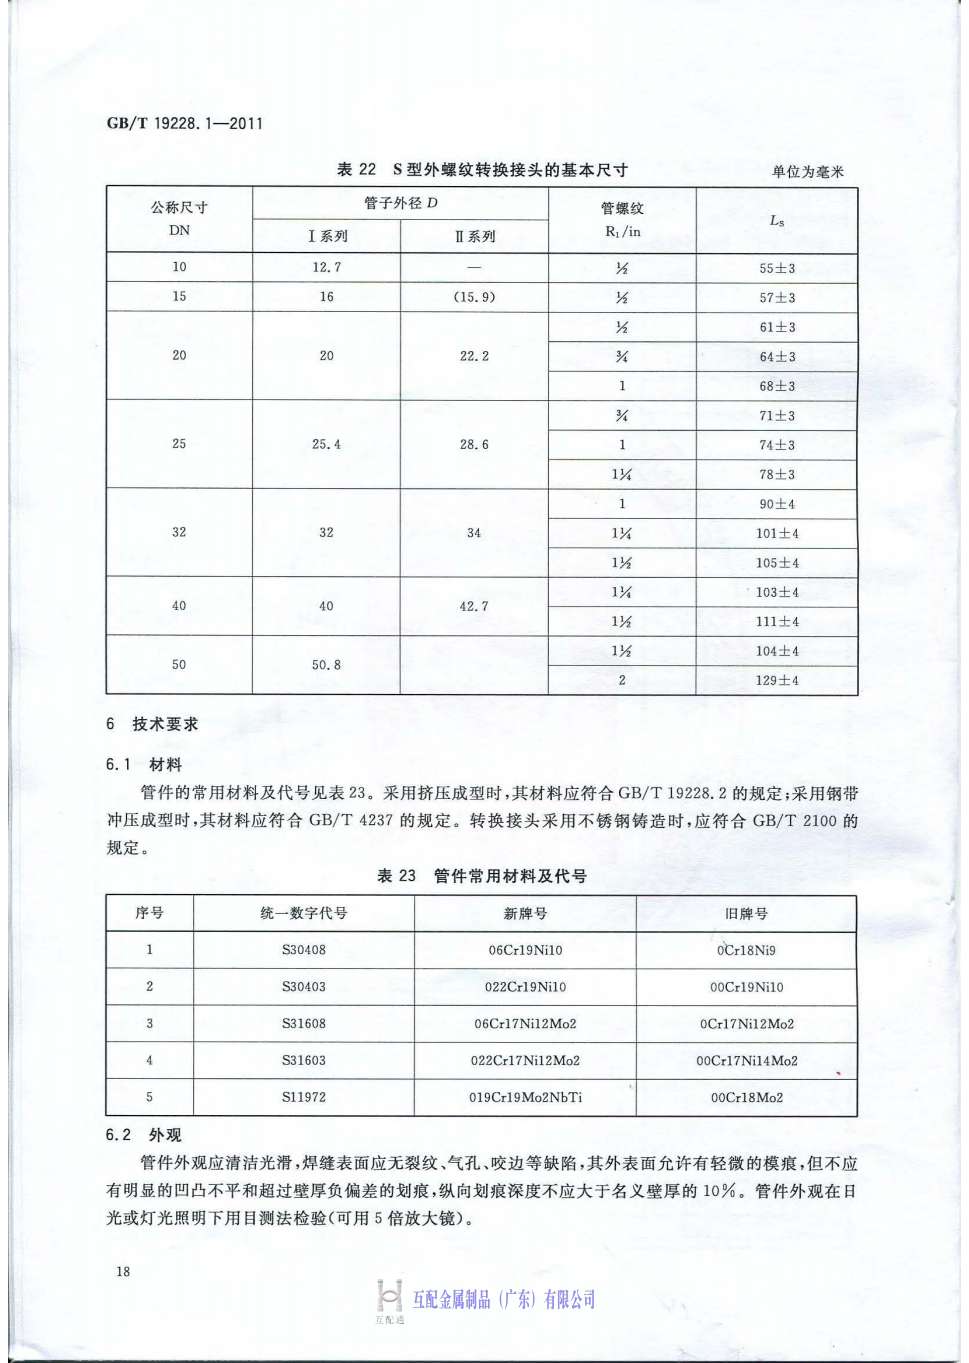 GB/T 19228.1—2011
表 22 S型外螺纹转换接头的基本尺寸 单位为毫米
公称尺寸 DN 管子外径 D 管螺纹 R₁/in Ls
Ⅰ系列 Ⅱ系列
10 12.7 — ½ 55±3
15 16 (15.9) ½ 57±3
½ 61±3
20 20 22.2 ¾ 64±3
1 68±3
¾ 71±3
25 25.4 28.6 1 74±3
1¼ 78±3
1 90±4
32 32 34 1¼ 101±4
1½ 105±4
40 40 42.7 1¼ 103±4
1½ 111±4
50 50.8 1½ 104±4
2 129±4
6 技术要求
6.1 材料
管件的常用材料及代号见表 23。采用挤压成型时,其材料应符合 GB/T 19228.2 的规定;采用钢带
冲压成型时,其材料应符合 GB/T 4237 的规定。转换接头采用不锈钢铸造时,应符合 GB/T 2100 的
规定。
表 23 管件常用材料及代号
序号 统一数字代号 新牌号 旧牌号
1 S30408 06Cr19Ni10 0Cr18Ni9
2 S30403 022Cr19Ni10 00Cr19Ni10
3 S31608 06Cr17Ni12Mo2 0Cr17Ni12Mo2
4 S31603 022Cr17Ni12Mo2 00Cr17Ni14Mo2
5 S11972 019Cr19Mo2NbTi 00Cr18Mo2
6.2 外观
管件外观应清洁光滑,焊缝表面应无裂纹、气孔、咬边等缺陷,其外表面允许有轻微的模痕,但不应
有明显的凹凸不平和超过壁厚负偏差的划痕,纵向划痕深度不应大于名义壁厚的 10%。管件外观在日
光或灯光照明下用目测法检验(可用 5 倍放大镜)。
18
互配金属制品（广东）有限公司
互配通